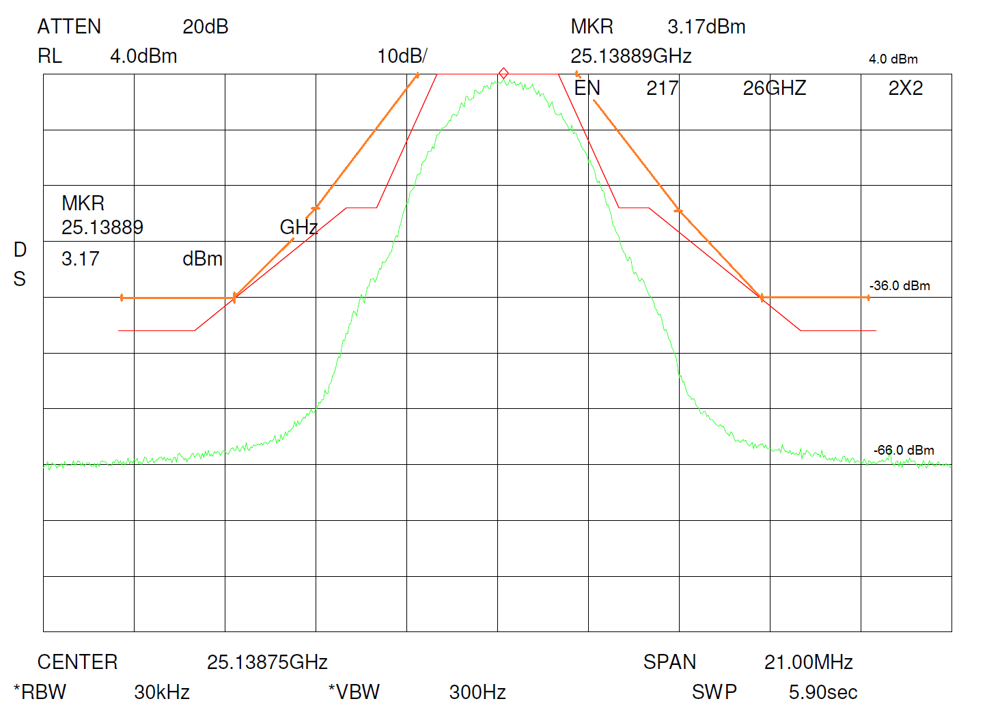 ATTEN 20dB MKR 3.17dBm
RL 4.0dBm 10dB/ 25.13889GHz 4.0 dBm
EN 217 26GHZ 2X2
MKR
25.13889 GHz
D
3.17 dBm
S
-36.0 dBm
-66.0 dBm
CENTER 25.13875GHz SPAN 21.00MHz
*RBW 30kHz *VBW 300Hz SWP 5.90sec